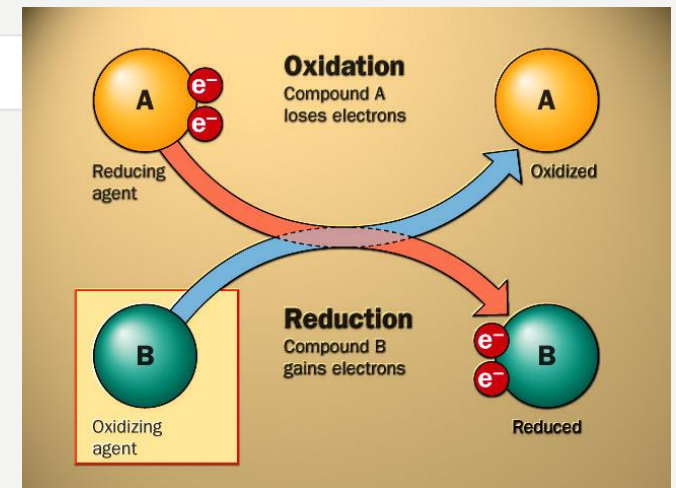 A
e⁻
e⁻
Reducing
agent
Oxidation
Compound A
loses electrons
A
Oxidized
B
Oxidizing
agent
Reduction
Compound B
gains electrons
e⁻
e⁻
B
Reduced